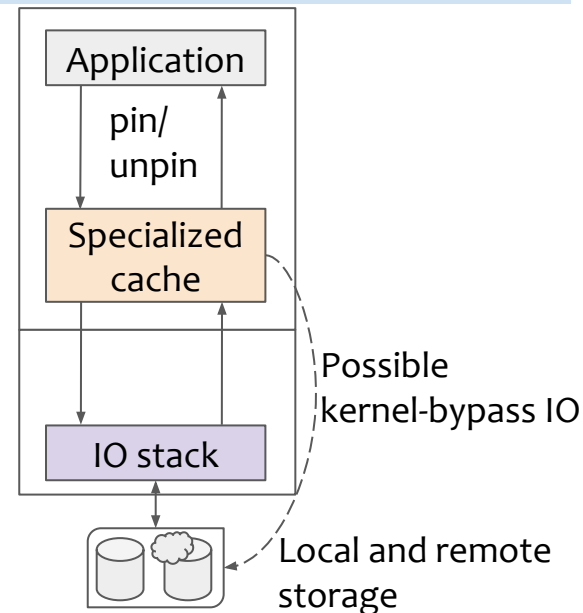 Application
pin/
unpin
Specialized
cache
Possible
kernel-bypass IO
IO stack
Local and remote
storage